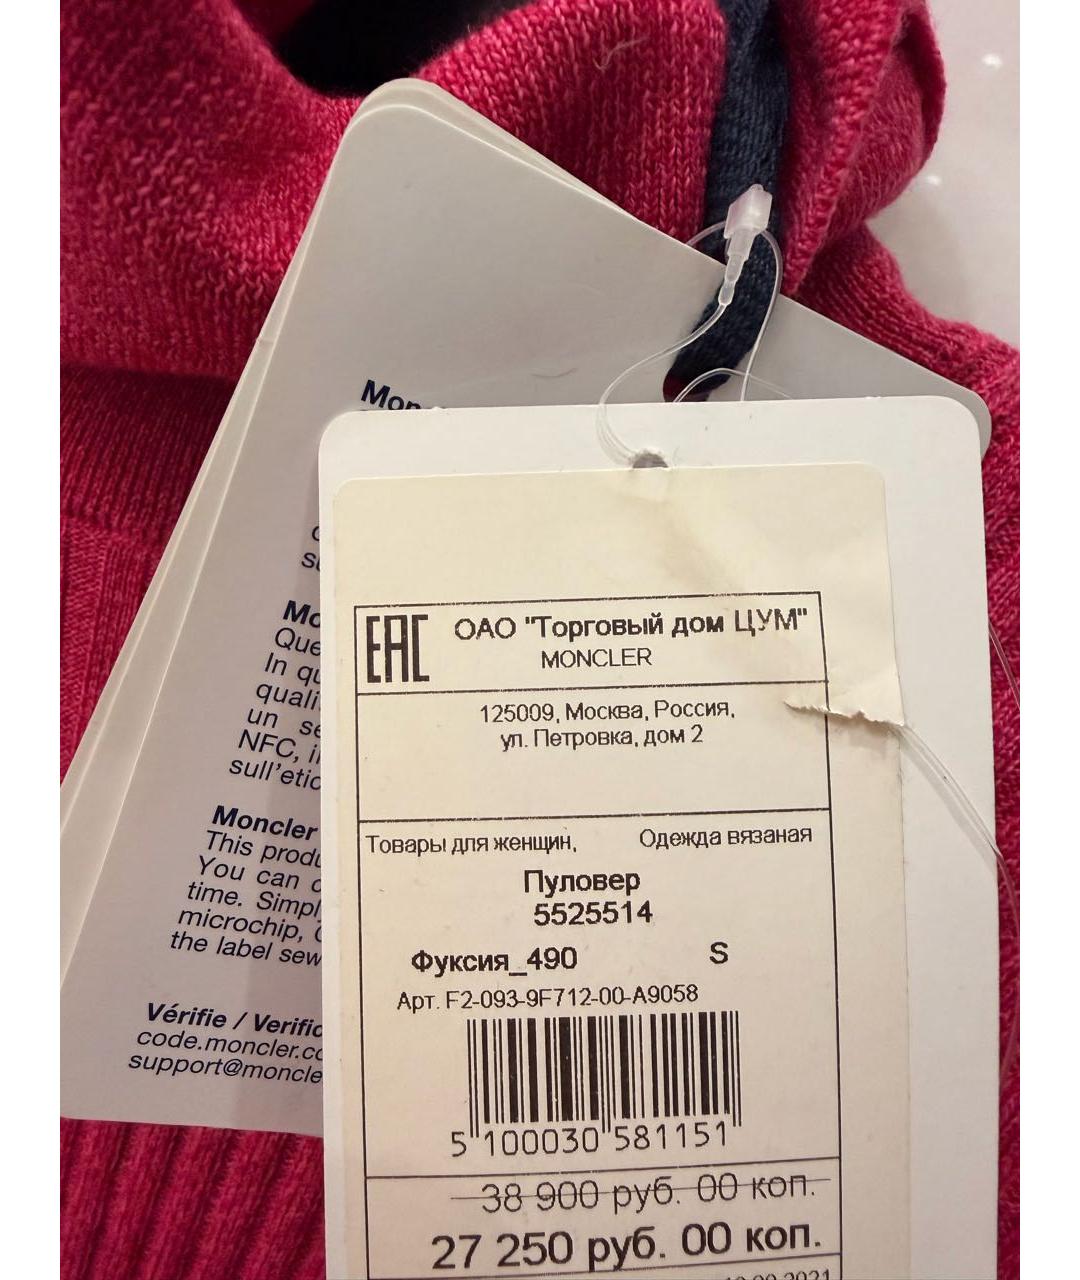 Mon
su
Mo
Que
In qu
quali
un se
NFC, i
sull'etic
Moncler
This produ
You can
time. Simpl
microchip,
the label sew
Vérifie / Verific
code.moncler.co
support@moncle
EAC
ОАО "Торговый дом ЦУМ"
MONCLER
125009, Москва, Россия,
ул. Петровка, дом 2
Товары для женщин, Одежда вязаная
Пуловер
5525514
Фуксия_490 S
Арт. F2-093-9F712-00-A9058
5 100030 581151
38 900 руб. 00 коп.
27 250 руб. 00 коп.